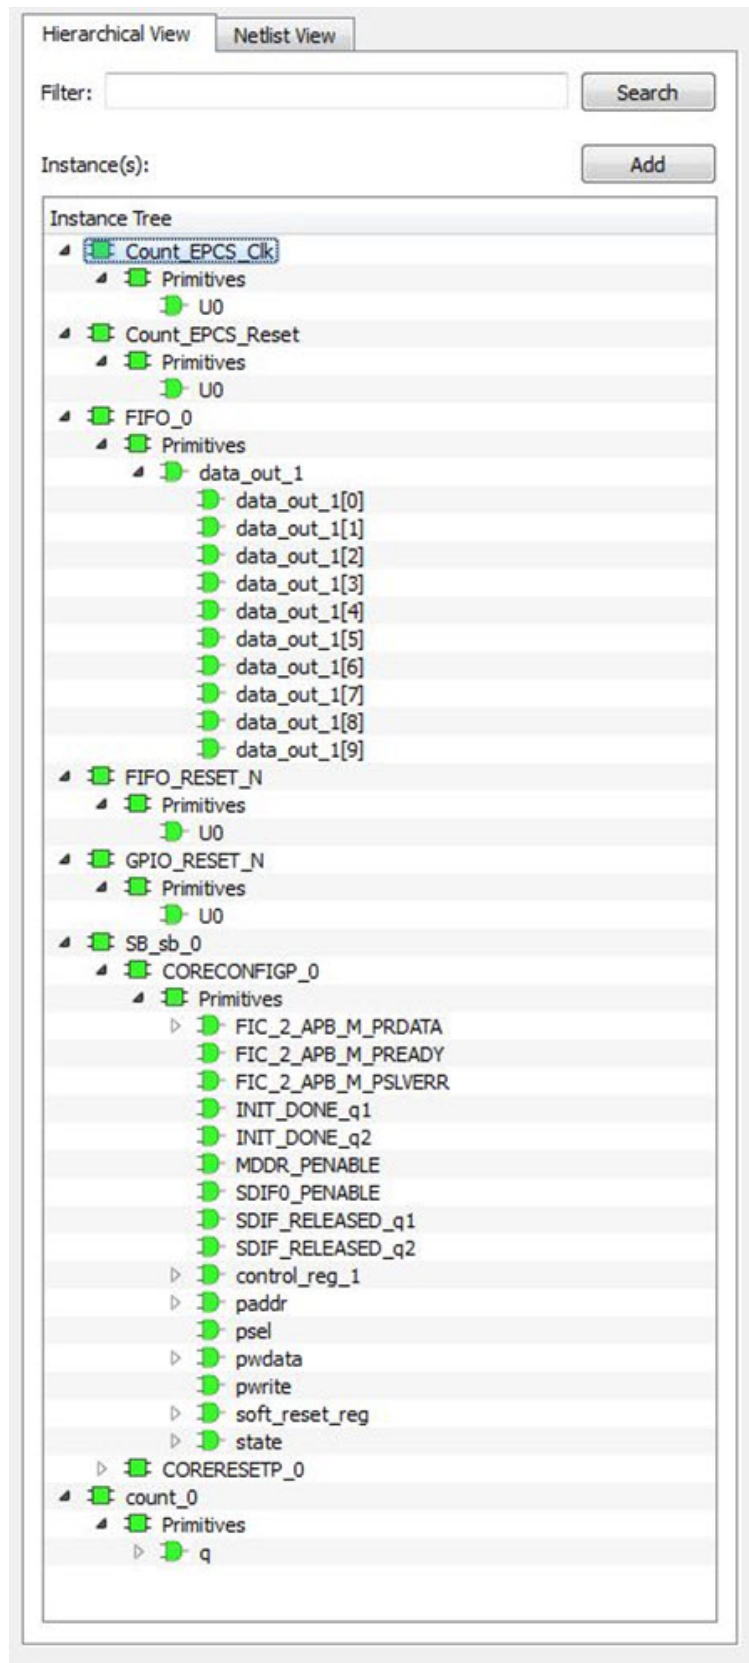 Hierarchical View Netlist View
Filter: Search
Instance(s): Add
Instance Tree
Count_EPCS_Clk
Primitives
U0
Count_EPCS_Reset
Primitives
U0
FIFO_0
Primitives
data_out_1
data_out_1[0]
data_out_1[1]
data_out_1[2]
data_out_1[3]
data_out_1[4]
data_out_1[5]
data_out_1[6]
data_out_1[7]
data_out_1[8]
data_out_1[9]
FIFO_RESET_N
Primitives
U0
GPIO_RESET_N
Primitives
U0
SB_sb_0
CORECONFIGP_0
Primitives
FIC_2_APB_M_PRDATA
FIC_2_APB_M_PREADY
FIC_2_APB_M_PSLVERR
INIT_DONE_q1
INIT_DONE_q2
MDDR_PENABLE
SDIF0_PENABLE
SDIF_RELEASED_q1
SDIF_RELEASED_q2
control_reg_1
paddr
psel
pwdata
pwrite
soft_reset_reg
state
CORERESETP_0
count_0
Primitives
q